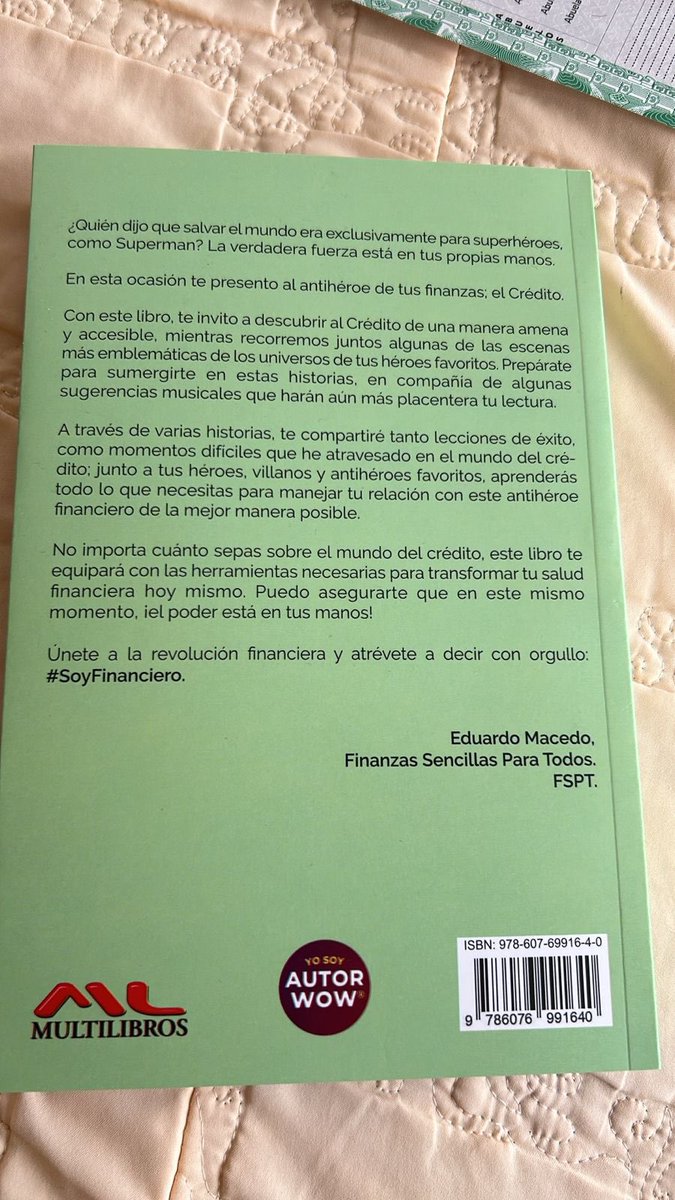 ABUELOS
¿Quién dijo que salvar el mundo era exclusivamente para superhéroes,
como Superman? La verdadera fuerza está en tus propias manos.
En esta ocasión te presento al antihéroe de tus finanzas; el Crédito.
Con este libro, te invito a descubrir al Crédito de una manera amena
y accesible, mientras recorremos juntos algunas de las escenas
más emblemáticas de los universos de tus héroes favoritos. Prepárate
para sumergirte en estas historias, en compañía de algunas
sugerencias musicales que harán aún más placentera tu lectura.
A través de varias historias, te compartiré tanto lecciones de éxito,
como momentos difíciles que he atravesado en el mundo del cré-
dito; junto a tus héroes, villanos y antihéroes favoritos, aprenderás
todo lo que necesitas para manejar tu relación con este antihéroe
financiero de la mejor manera posible.
No importa cuánto sepas sobre el mundo del crédito, este libro te
equipará con las herramientas necesarias para transformar tu salud
financiera hoy mismo. Puedo asegurarte que en este mismo
momento, ¡el poder está en tus manos!
Únete a la revolución financiera y atrévete a decir con orgullo:
#SoyFinanciero.
Eduardo Macedo,
Finanzas Sencillas Para Todos.
FSPT.
ML
MULTILIBROS
YO SOY
AUTOR
WOW®
ISBN: 978-607-69916-4-0
9 786076 991640